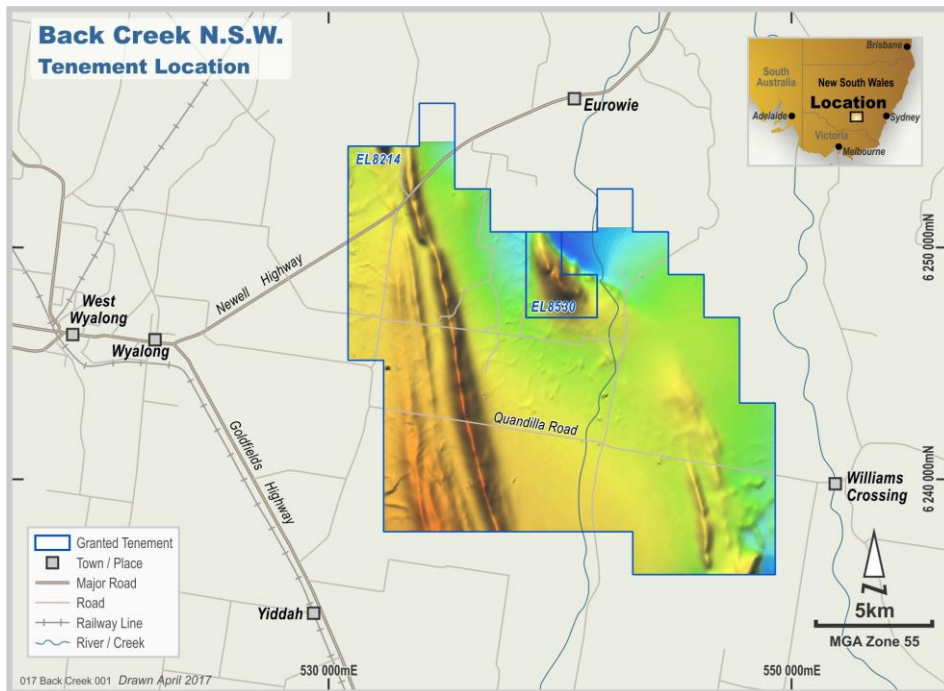 Back Creek N.S.W.
Tenement Location
Brisbane
South
Australia
New South Wales
Location
Adelaide
Sydney
Victoria
Melbourne
Eurowie
EL8214
6 250 000mN
Newell Highway
EL8530
West
Wyalong
Wyalong
Quandilla Road
Goldfields Highway
6 240 000mN
Williams
Crossing
Granted Tenement
Town / Place
Major Road
Road
Railway Line
River / Creek
Yiddah
N
5km
MGA Zone 55
017 Back Creek 001 Drawn April 2017
530 000mE
550 000mE